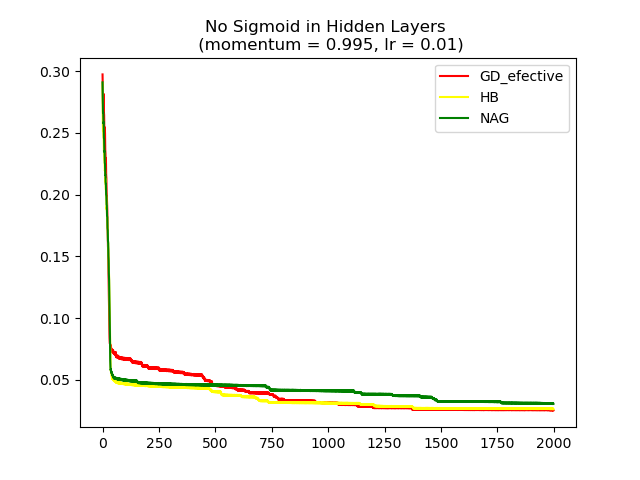 No Sigmoid in Hidden Layers
(momentum = 0.995, lr = 0.01)
GD_efective
HB
NAG
0.30
0.25
0.20
0.15
0.10
0.05
0 250 500 750 1000 1250 1500 1750 2000